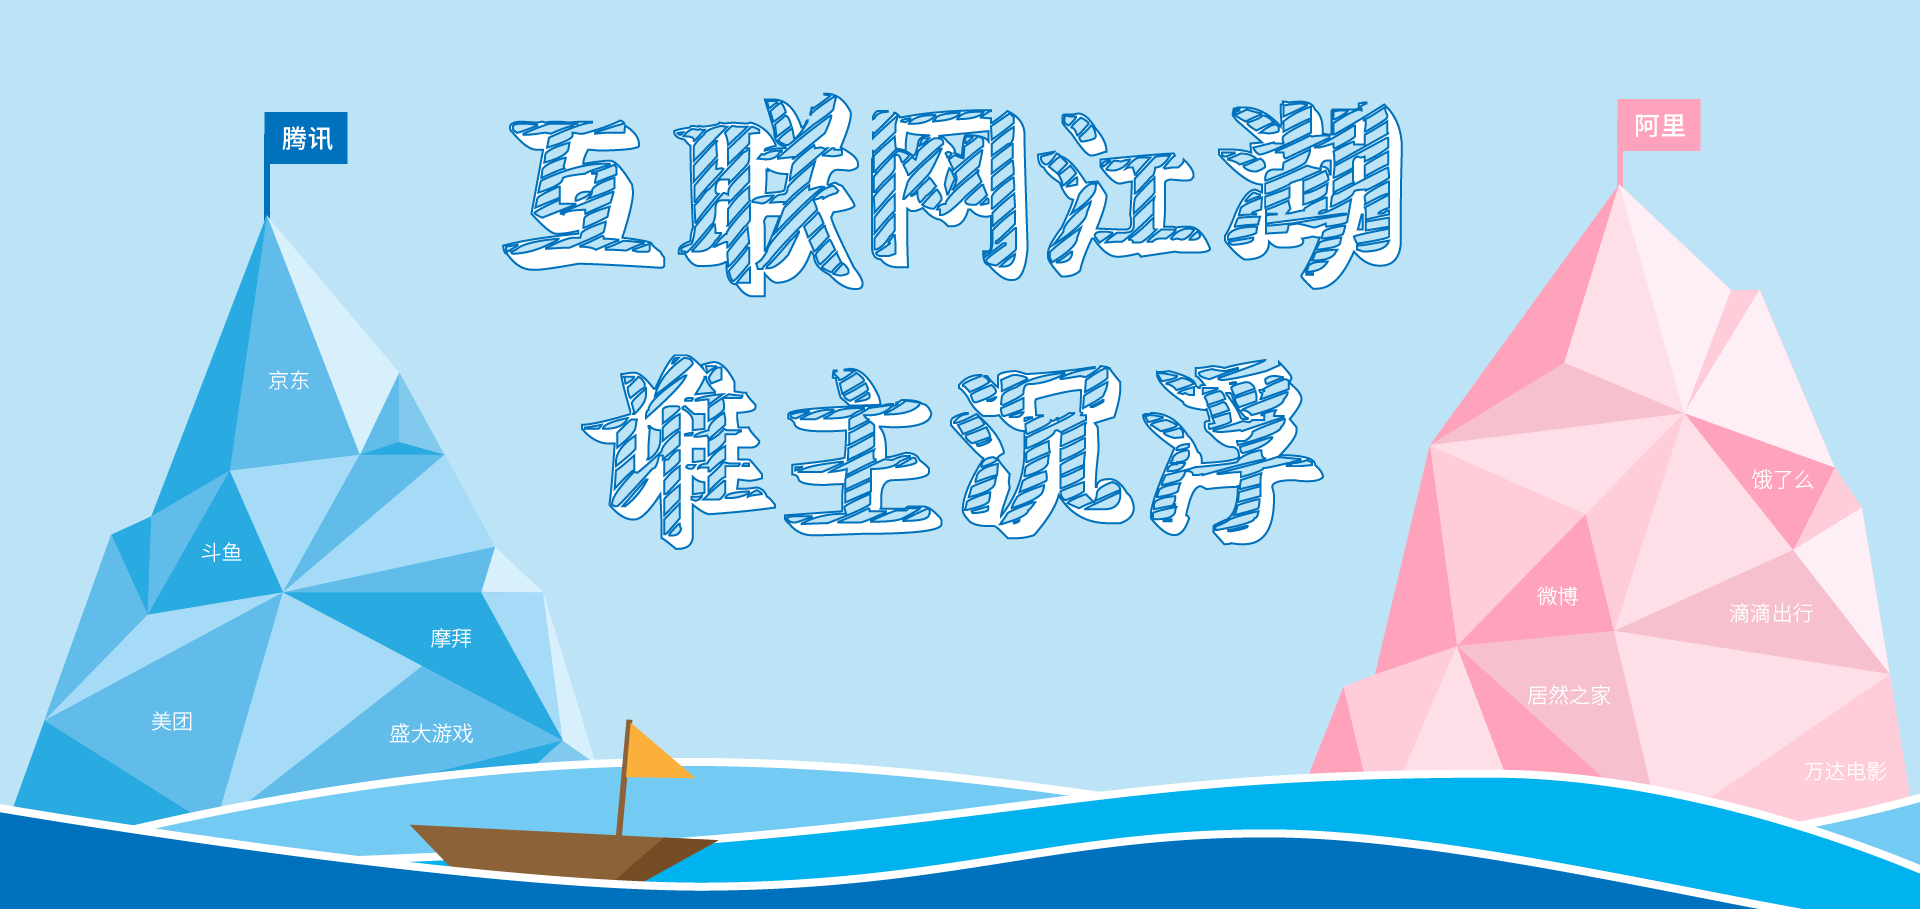 互联网江湖
谁主沉浮
腾讯
京东
斗鱼
摩拜
美团
盛大游戏
阿里
饿了么
微博
滴滴出行
居然之家
万达电影